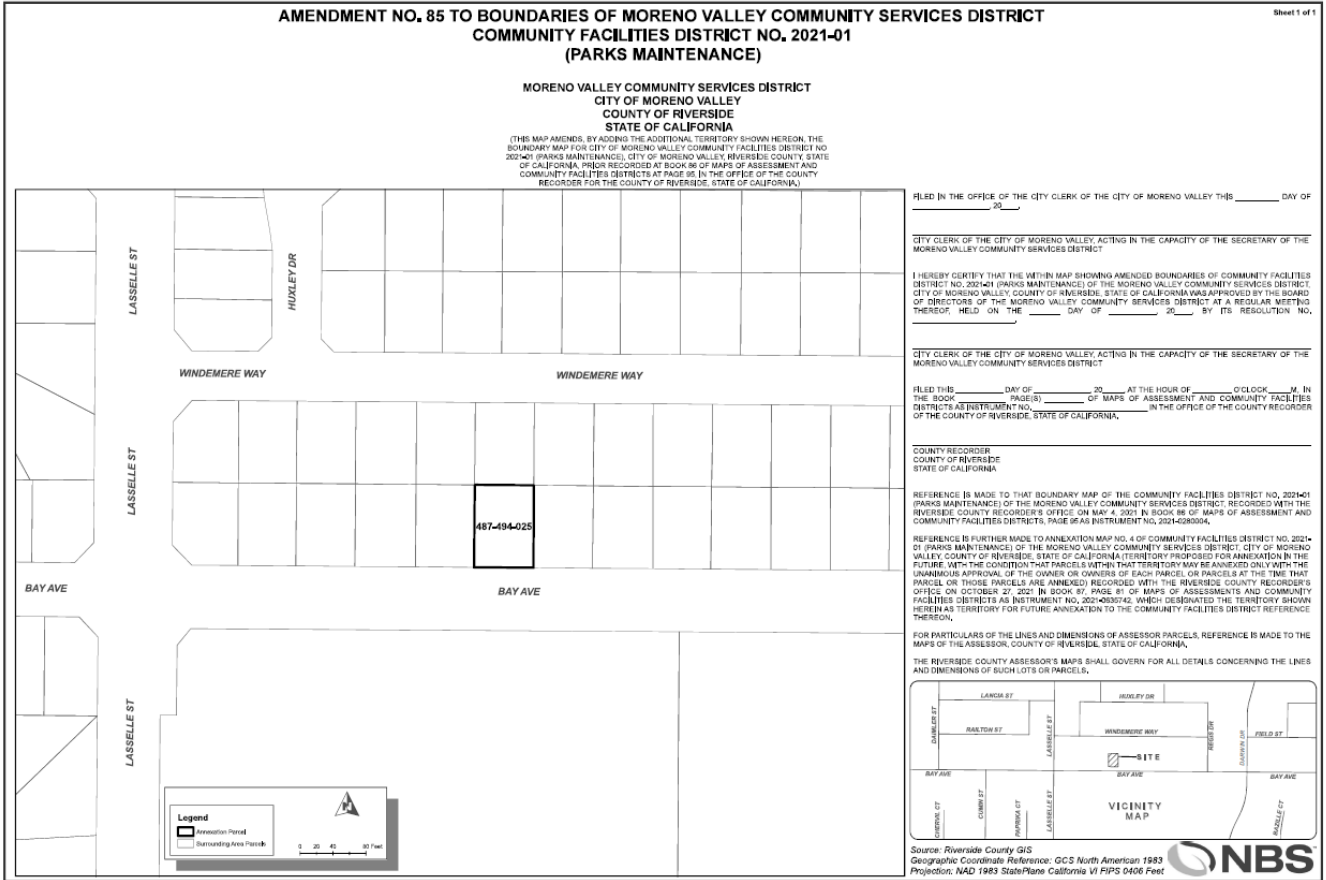 AMENDMENT NO. 85 TO BOUNDARIES OF MORENO VALLEY COMMUNITY SERVICES DISTRICT
COMMUNITY FACILITIES DISTRICT NO. 2021-01
(PARKS MAINTENANCE)
Sheet 1 of 1
MORENO VALLEY COMMUNITY SERVICES DISTRICT
CITY OF MORENO VALLEY
COUNTY OF RIVERSIDE
STATE OF CALIFORNIA
(THIS MAP AMENDS, BY ADDING THE ADDITIONAL TERRITORY SHOWN HEREON, THE
BOUNDARY MAP FOR CITY OF MORENO VALLEY COMMUNITY FACILITIES DISTRICT NO
2021-01 (PARKS MAINTENANCE), CITY OF MORENO VALLEY, RIVERSIDE COUNTY, STATE
OF CALIFORNIA, PRIOR RECORDED AT BOOK 86 OF MAPS OF ASSESSMENT AND
COMMUNITY FACILITIES DISTRICTS AT PAGE 95, IN THE OFFICE OF THE COUNTY
RECORDER FOR THE COUNTY OF RIVERSIDE, STATE OF CALIFORNIA.)
LASSELLE ST
HUXLEY DR
WINDEMERE WAY
WINDEMERE WAY
LASSELLE ST
487-494-025
BAY AVE
BAY AVE
LASSELLE ST
Legend
Annexation Parcel
Surrounding Area Parcels
0 20 40 80 Feet
FILED IN THE OFFICE OF THE CITY CLERK OF THE CITY OF MORENO VALLEY THIS ________ DAY OF
______________, 20____.
CITY CLERK OF THE CITY OF MORENO VALLEY, ACTING IN THE CAPACITY OF THE SECRETARY OF THE
MORENO VALLEY COMMUNITY SERVICES DISTRICT
I HEREBY CERTIFY THAT THE WITHIN MAP SHOWING AMENDED BOUNDARIES OF COMMUNITY FACILITIES
DISTRICT NO. 2021-01 (PARKS MAINTENANCE) OF THE MORENO VALLEY COMMUNITY SERVICES DISTRICT,
CITY OF MORENO VALLEY, COUNTY OF RIVERSIDE, STATE OF CALIFORNIA WAS APPROVED BY THE BOARD
OF DIRECTORS OF THE MORENO VALLEY COMMUNITY SERVICES DISTRICT AT A REGULAR MEETING
THEREOF, HELD ON THE ______ DAY OF __________, 20___, BY ITS RESOLUTION NO.
______________.
CITY CLERK OF THE CITY OF MORENO VALLEY, ACTING IN THE CAPACITY OF THE SECRETARY OF THE
MORENO VALLEY COMMUNITY SERVICES DISTRICT
FILED THIS ________ DAY OF __________, 20____, AT THE HOUR OF _______ O'CLOCK ____M, IN
THE BOOK ________ PAGE(S) ________ OF MAPS OF ASSESSMENT AND COMMUNITY FACILITIES
DISTRICTS AS INSTRUMENT NO. ____________________ IN THE OFFICE OF THE COUNTY RECORDER
OF THE COUNTY OF RIVERSIDE, STATE OF CALIFORNIA.
COUNTY RECORDER
COUNTY OF RIVERSIDE
STATE OF CALIFORNIA
REFERENCE IS MADE TO THAT BOUNDARY MAP OF THE COMMUNITY FACILITIES DISTRICT NO. 2021-01
(PARKS MAINTENANCE) OF THE MORENO VALLEY COMMUNITY SERVICES DISTRICT, RECORDED WITH THE
RIVERSIDE COUNTY RECORDER'S OFFICE ON MAY 4, 2021 IN BOOK 86 OF MAPS OF ASSESSMENT AND
COMMUNITY FACILITIES DISTRICTS, PAGE 95 AS INSTRUMENT NO. 2021-0280004.
REFERENCE IS FURTHER MADE TO ANNEXATION MAP NO. 4 OF COMMUNITY FACILITIES DISTRICT NO. 2021-
01 (PARKS MAINTENANCE) OF THE MORENO VALLEY COMMUNITY SERVICES DISTRICT, CITY OF MORENO
VALLEY, COUNTY OF RIVERSIDE, STATE OF CALIFORNIA (TERRITORY PROPOSED FOR ANNEXATION IN THE
FUTURE, WITH THE CONDITION THAT PARCELS WITHIN THAT TERRITORY MAY BE ANNEXED ONLY WITH THE
UNANIMOUS APPROVAL OF THE OWNER OR OWNERS OF EACH PARCEL OR PARCELS AT THE TIME THAT
PARCEL OR THOSE PARCELS ARE ANNEXED) RECORDED WITH THE RIVERSIDE COUNTY RECORDER'S
OFFICE ON OCTOBER 27, 2021 IN BOOK 87, PAGE 81 OF MAPS OF ASSESSMENTS AND COMMUNITY
FACILITIES DISTRICTS AS INSTRUMENT NO. 2021-0635742, WHICH DESIGNATED THE TERRITORY SHOWN
HEREIN AS TERRITORY FOR FUTURE ANNEXATION TO THE COMMUNITY FACILITIES DISTRICT REFERENCE
THEREON.
FOR PARTICULARS OF THE LINES AND DIMENSIONS OF ASSESSOR PARCELS, REFERENCE IS MADE TO THE
MAPS OF THE ASSESSOR, COUNTY OF RIVERSIDE, STATE OF CALIFORNIA.
THE RIVERSIDE COUNTY ASSESSOR'S MAPS SHALL GOVERN FOR ALL DETAILS CONCERNING THE LINES
AND DIMENSIONS OF SUCH LOTS OR PARCELS.
LANCIA ST
HUXLEY DR
DAIMLER ST
RAILTON ST
LASSELLE ST
WINDEMERE WAY
REGIS DR
DARWIN DR
FIELD ST
SITE
BAY AVE
BAY AVE
BAY AVE
CHERVIL CT
CUMIN ST
PAPRIKA CT
LASSELLE ST
VICINITY
MAP
BAZILLE CT
Source: Riverside County GIS
Geographic Coordinate Reference: GCS North American 1983
Projection: NAD 1983 StatePlane California VI FIPS 0406 Feet
NBS